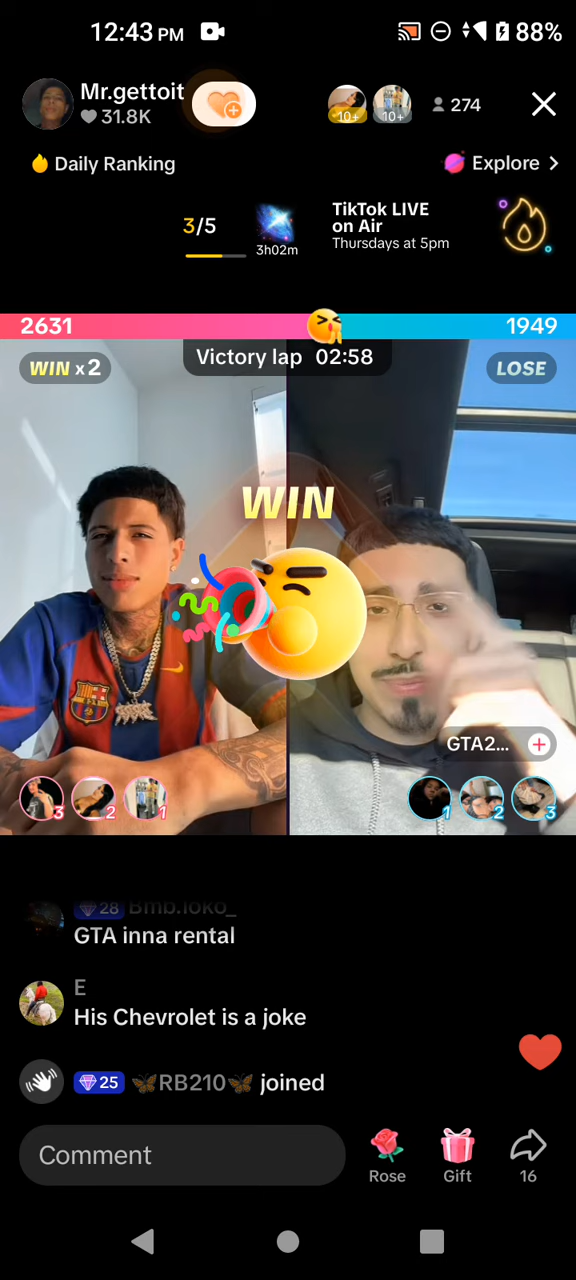 12:43 PM
88%
Mr.gettoit
31.8K
10+
10+
274
Daily Ranking
Explore
3/5
3h02m
TikTok LIVE
on Air
Thursdays at 5pm
2631
1949
WIN x2
Victory lap 02:58
LOSE
WIN
GTA2...
3
2
1
1
2
3
28 Bmb.loko_
GTA inna rental
E
His Chevrolet is a joke
25 🦋RB210🦋 joined
Comment
Rose
Gift
16